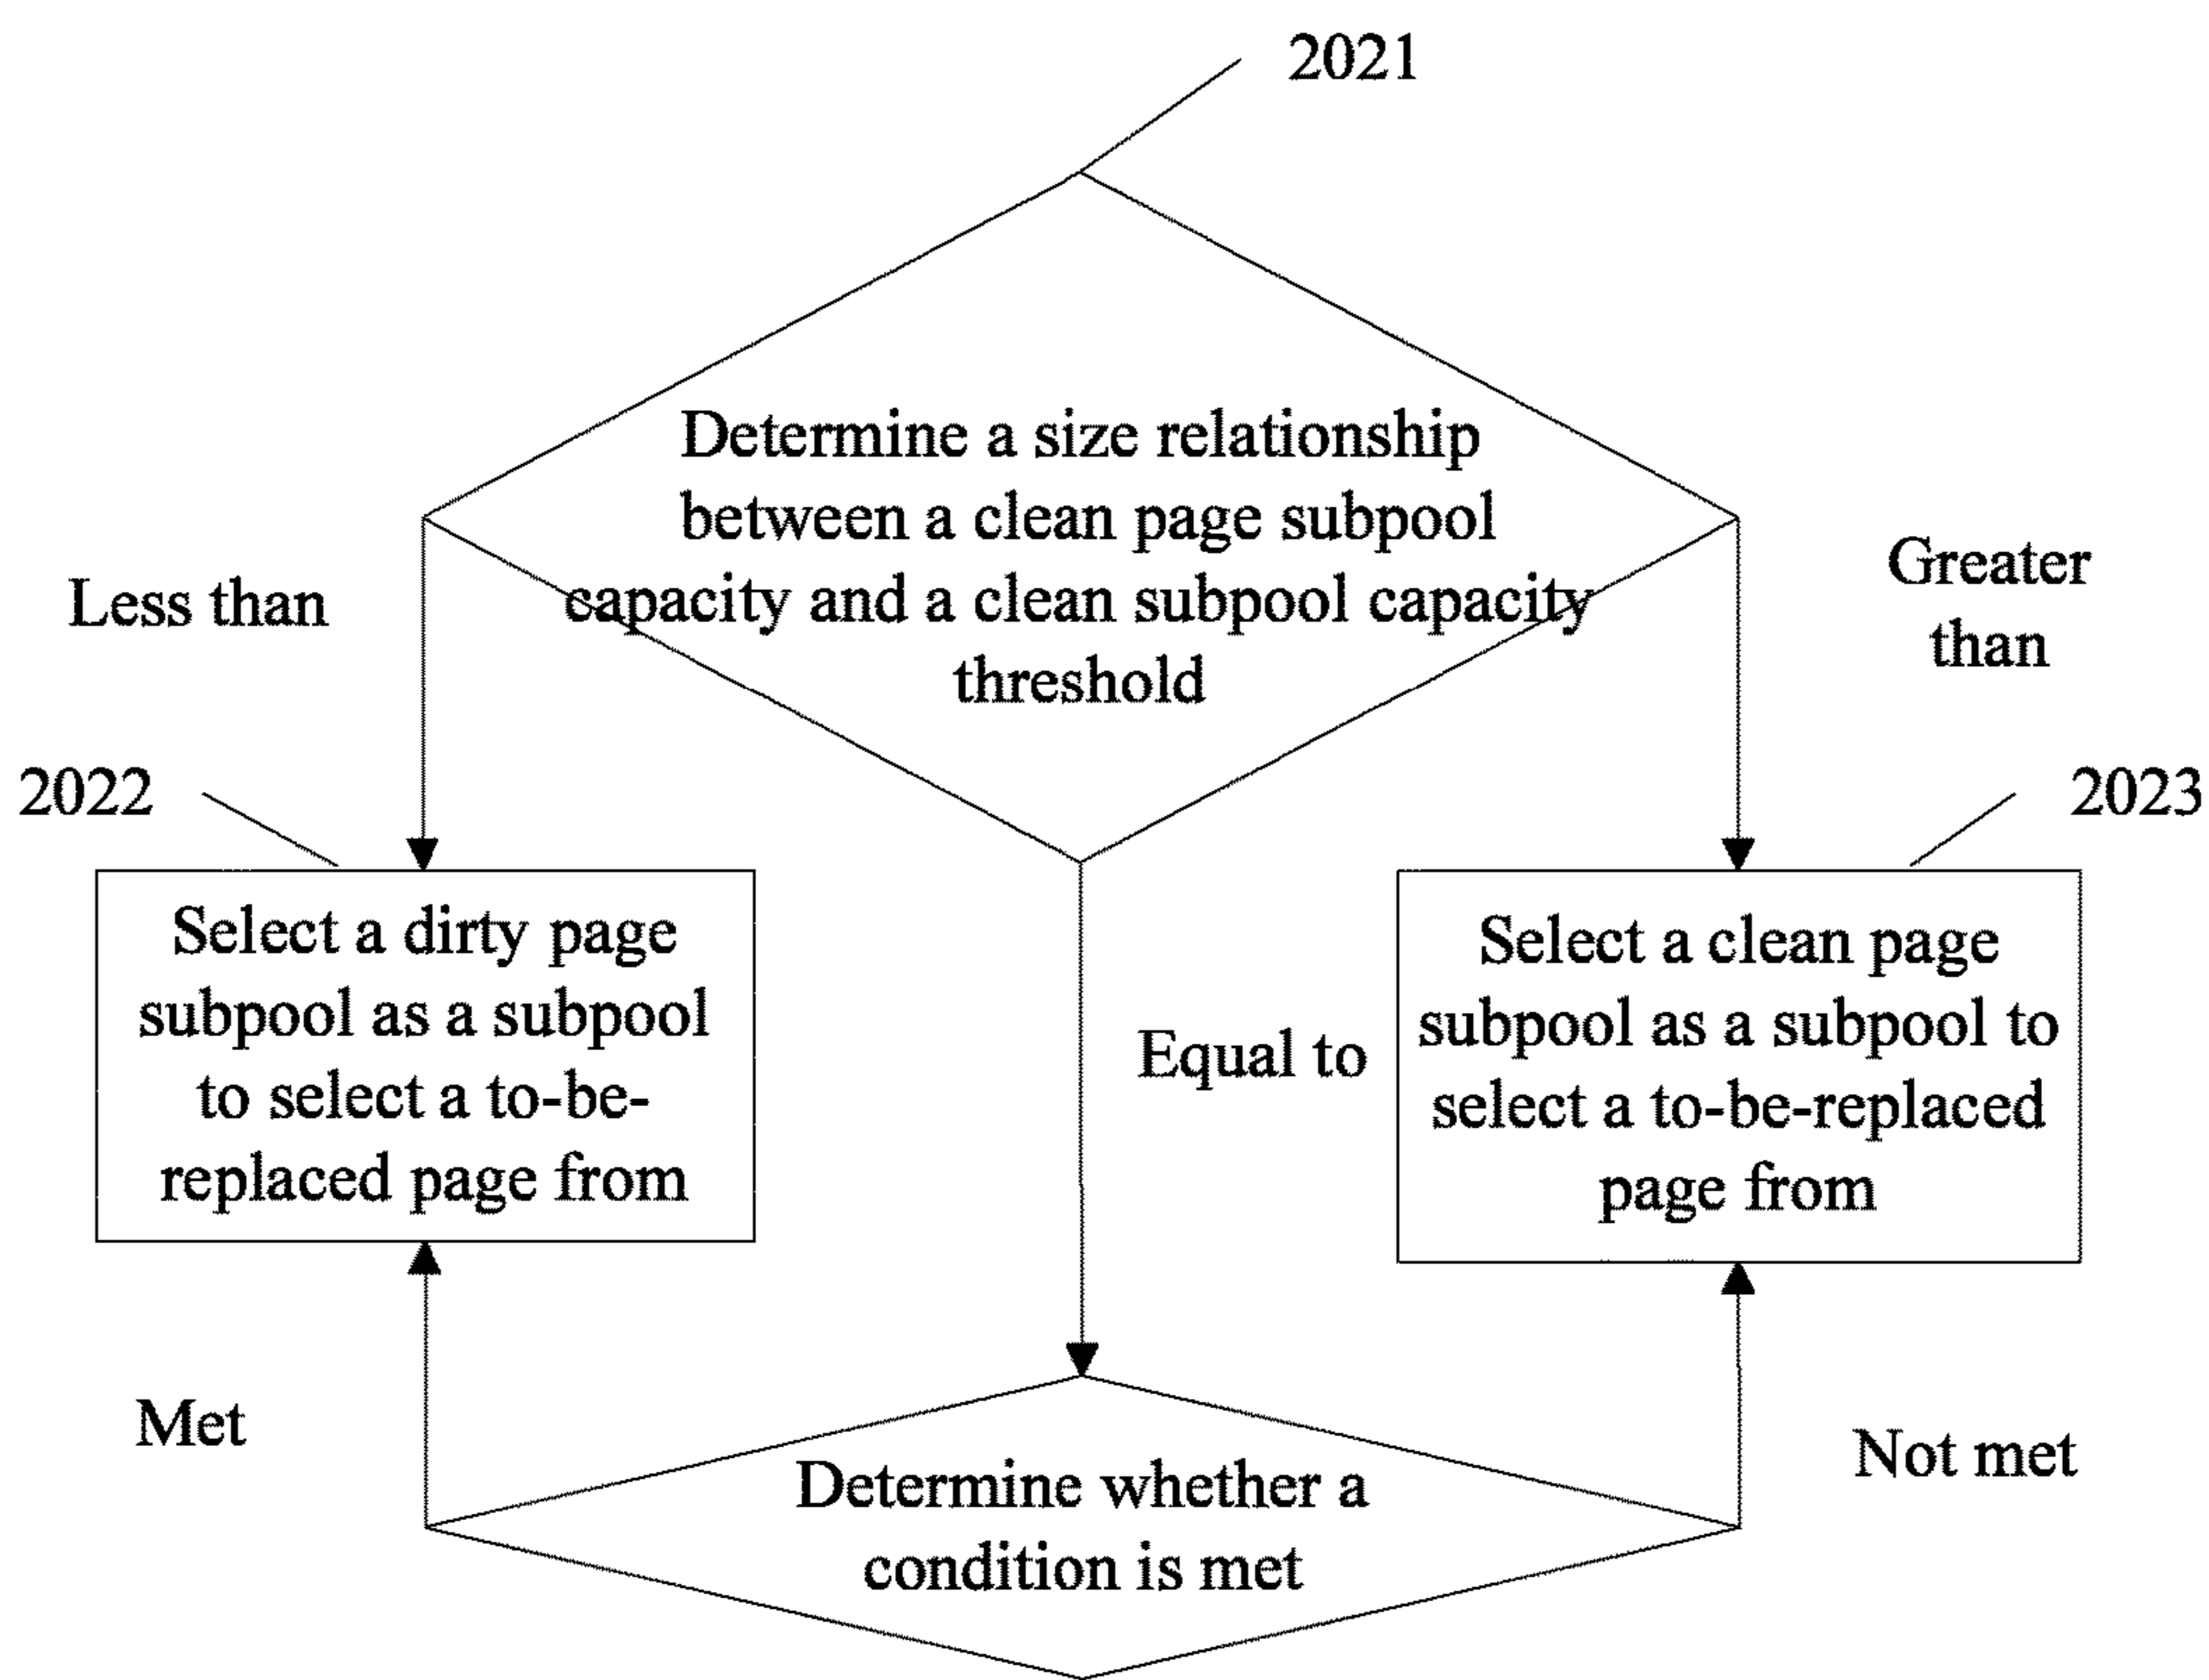 2021
Determine a size relationship
between a clean page subpool
capacity and a clean subpool capacity
threshold
Less than
Greater
than
2022
2023
Select a dirty page
subpool as a subpool
to select a to-be-
replaced page from
Select a clean page
subpool as a subpool to
select a to-be-replaced
page from
Equal to
Met
Not met
Determine whether a
condition is met